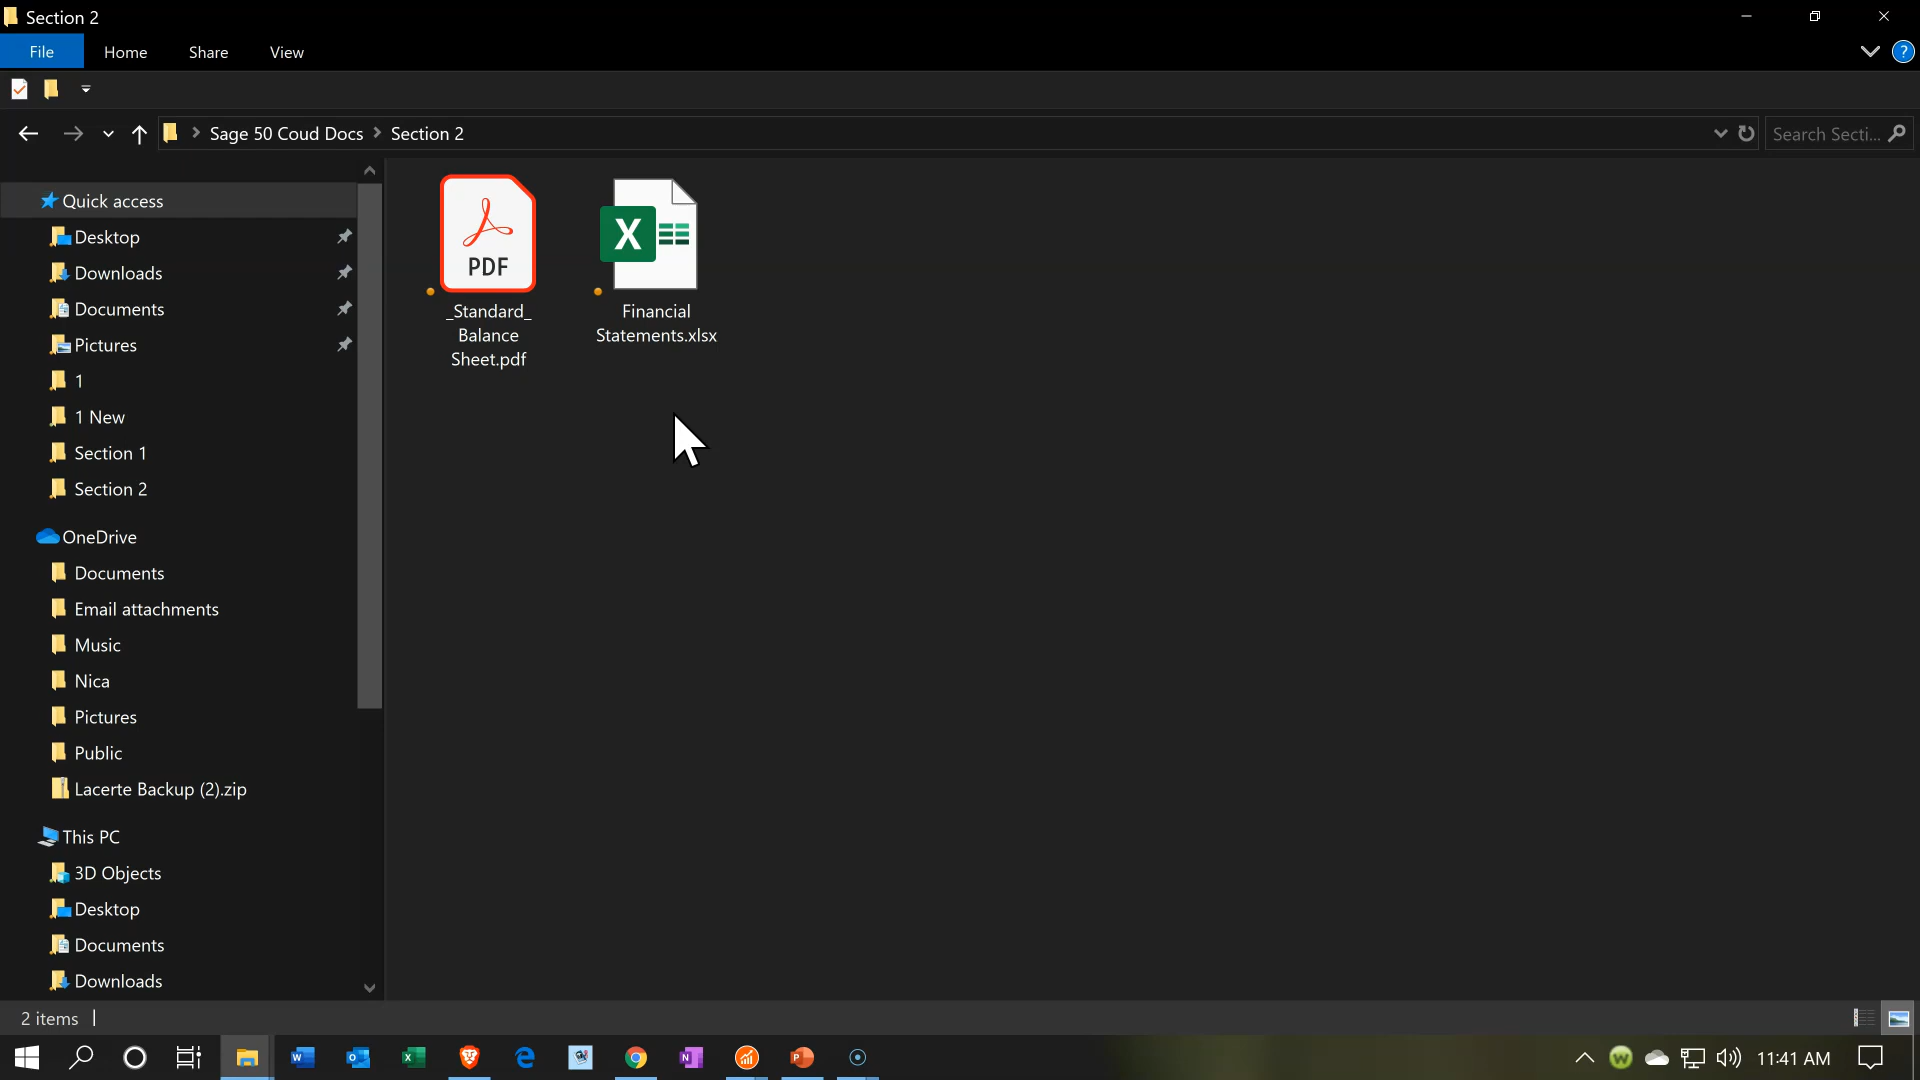 Section 2
File Home Share View
Sage 50 Coud Docs Section 2
Search Secti...
Quick access
Desktop
Downloads
Documents
Pictures
1
1 New
Section 1
Section 2
OneDrive
Documents
Email attachments
Music
Nica
Pictures
Public
Lacerte Backup (2).zip
This PC
3D Objects
Desktop
Documents
Downloads
PDF
_Standard_
Balance
Sheet.pdf
X
Financial
Statements.xlsx
2 items
11:41 AM